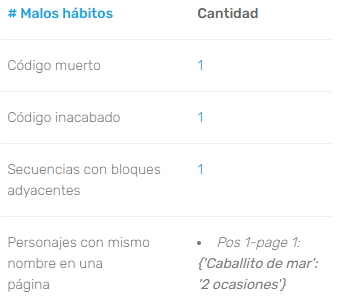 # Malos hábitos Cantidad
Código muerto 1
Código inacabado 1
Secuencias con bloques 1
adyacentes
Personajes con mismo • Pos 1-page 1:
nombre en una {'Caballito de mar':
página '2 ocasiones'}